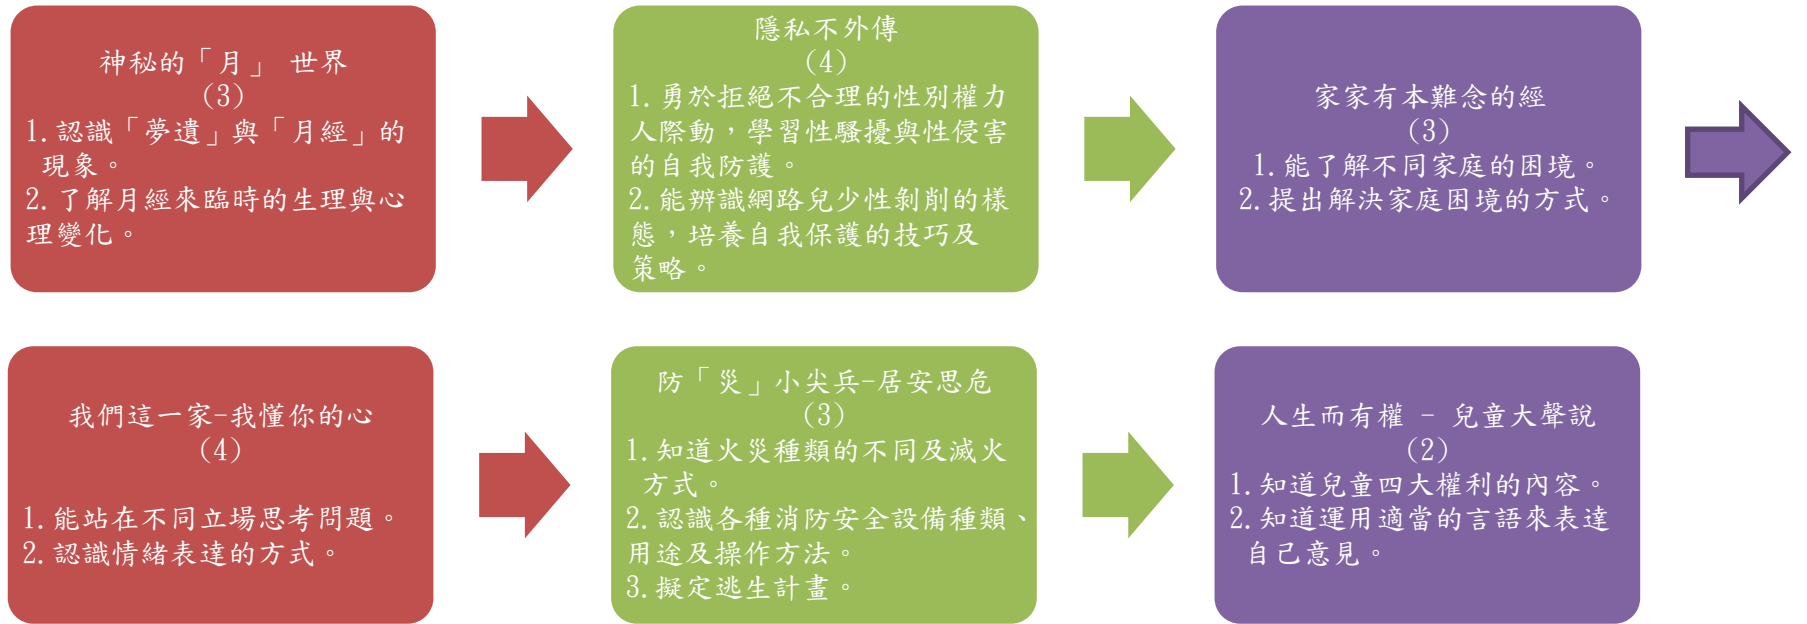 神秘的「月」 世界
(3)
1.認識「夢遺」與「月經」的
現象。
2.了解月經來臨時的生理與心
理變化。
隱私不外傳
(4)
1.勇於拒絕不合理的性別權力
人際動，學習性騷擾與性侵害
的自我防護。
2.能辨識網路兒少性剝削的樣
態，培養自我保護的技巧及
策略。
家家有本難念的經
(3)
1.能了解不同家庭的困境。
2.提出解決家庭困境的方式。
我們這一家-我懂你的心
(4)
1.能站在不同立場思考問題。
2.認識情緒表達的方式。
防「災」小尖兵-居安思危
(3)
1.知道火災種類的不同及滅火
方式。
2.認識各種消防安全設備種類、
用途及操作方法。
3.擬定逃生計畫。
人生而有權 - 兒童大聲說
(2)
1.知道兒童四大權利的內容。
2.知道運用適當的言語來表達
自己意見。